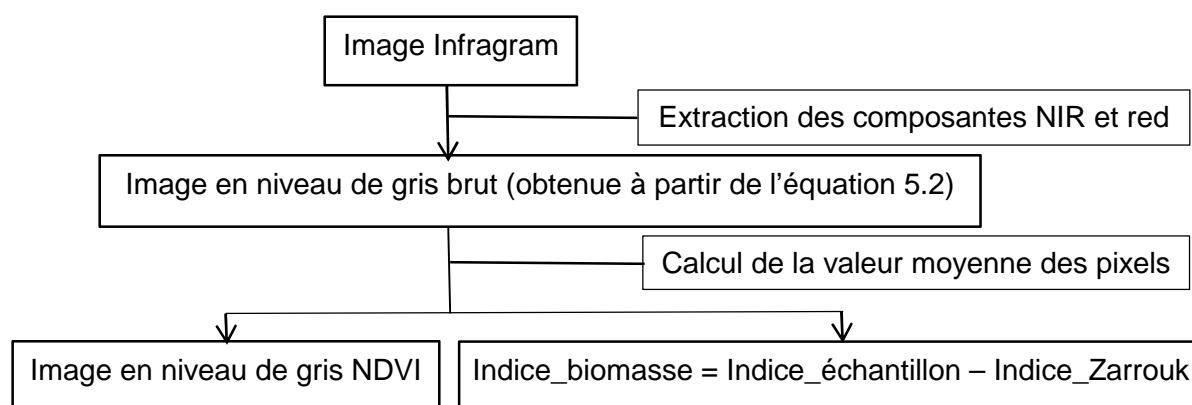 Image Infragram
Extraction des composantes NIR et red
Image en niveau de gris brut (obtenue à partir de l’équation 5.2)
Calcul de la valeur moyenne des pixels
Image en niveau de gris NDVI
Indice_biomasse = Indice_échantillon – Indice_Zarrouk